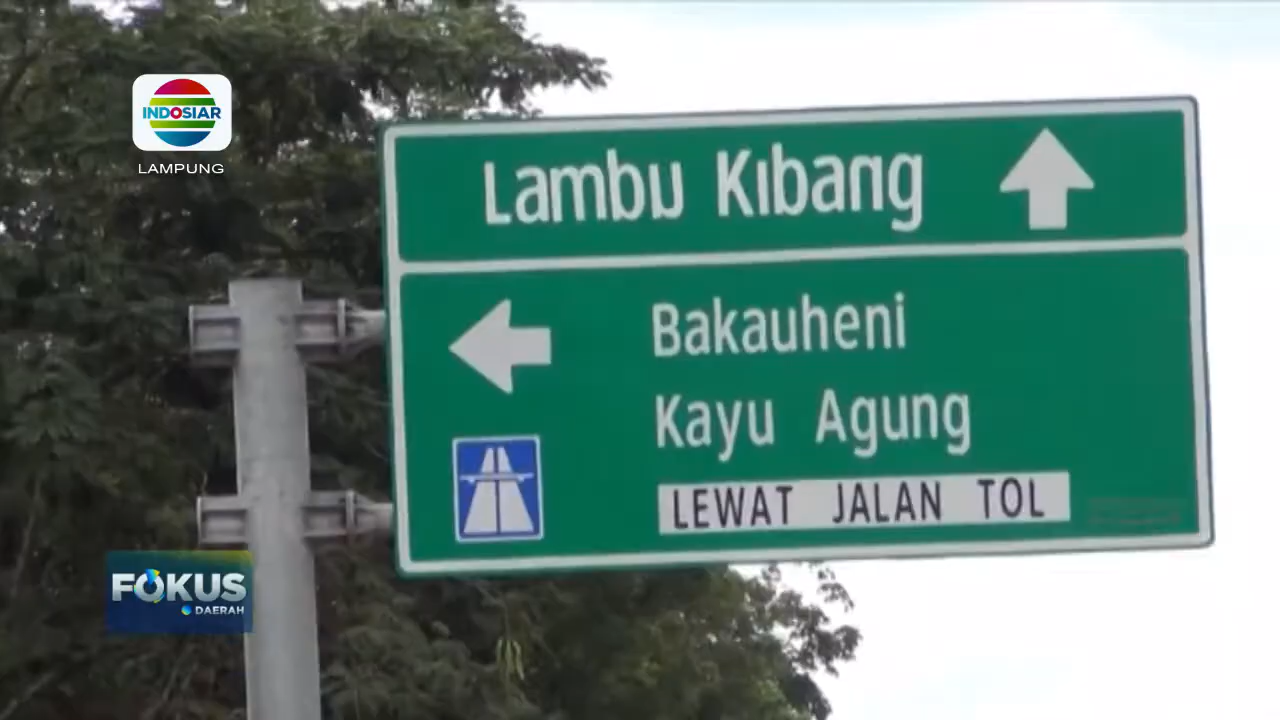 INDOSIAR
LAMPUNG
Lambu Kibang
Bakauheni
Kayu Agung
LEWAT JALAN TOL
FOKUS
DAERAH